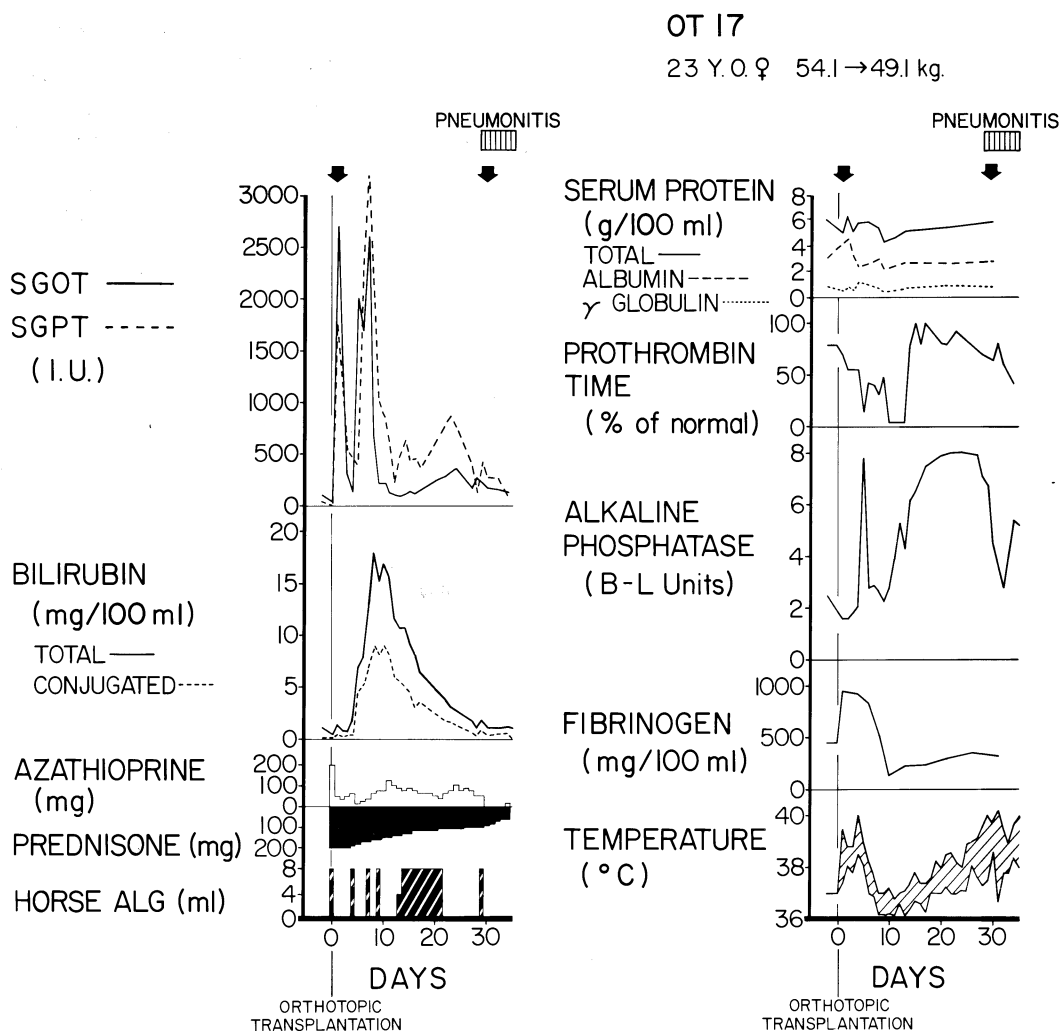 OT 17
23 Y.O. ♀ 54.1 → 49.1 kg.
PNEUMONITIS
3000
2500
2000
1500
1000
500
0
SGOT
SGPT
(I.U.)
20
15
10
5
0
BILIRUBIN
(mg/100 ml)
TOTAL
CONJUGATED
AZATHIOPRINE
(mg)
200
100
0
PREDNISONE (mg)
100
200
HORSE ALG (ml)
8
4
0
0 10 20 30
DAYS
ORTHOTOPIC
TRANSPLANTATION
PNEUMONITIS
SERUM PROTEIN
(g/100 ml)
TOTAL
ALBUMIN
γ GLOBULIN
8
6
4
2
0
PROTHROMBIN
TIME
(% of normal)
100
50
0
ALKALINE
PHOSPHATASE
(B-L Units)
8
6
4
2
0
FIBRINOGEN
(mg/100 ml)
1000
500
0
TEMPERATURE
(°C)
40
38
36
0 10 20 30
DAYS
ORTHOTOPIC
TRANSPLANTATION